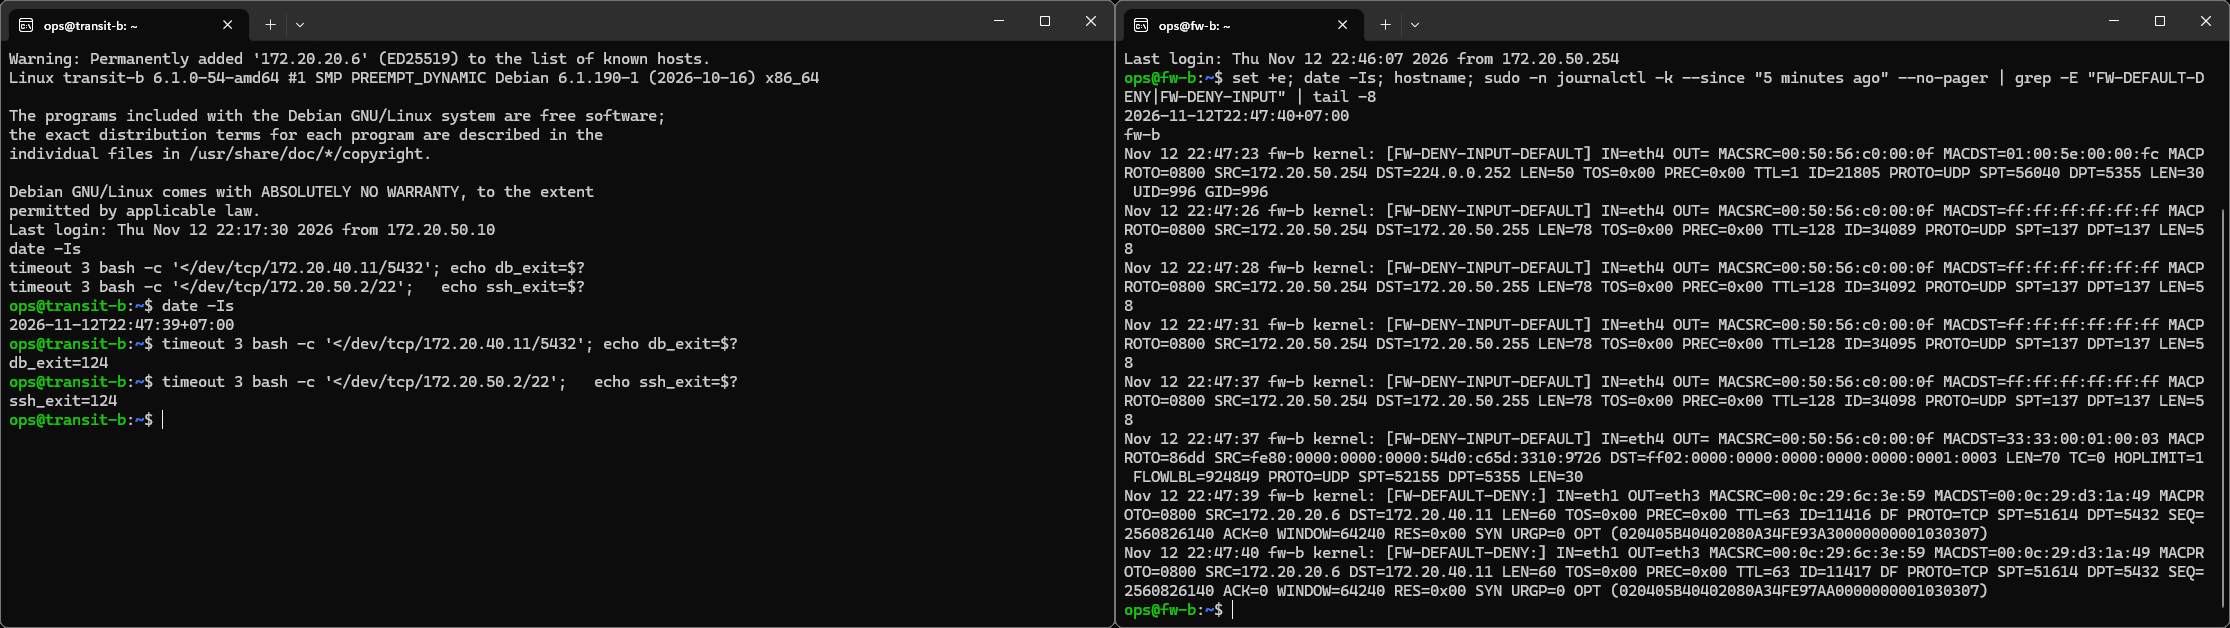 ops@transit-b: ~
Warning: Permanently added '172.20.20.6' (ED25519) to the list of known hosts.
Linux transit-b 6.1.0-54-amd64 #1 SMP PREEMPT_DYNAMIC Debian 6.1.190-1 (2026-10-16) x86_64
The programs included with the Debian GNU/Linux system are free software;
the exact distribution terms for each program are described in the
individual files in /usr/share/doc/*/copyright.
Debian GNU/Linux comes with ABSOLUTELY NO WARRANTY, to the extent
permitted by applicable law.
Last login: Thu Nov 12 22:17:30 2026 from 172.20.50.10
date -Is
timeout 3 bash -c '</dev/tcp/172.20.40.11/5432'; echo db_exit=$?
timeout 3 bash -c '</dev/tcp/172.20.50.2/22';   echo ssh_exit=$?
ops@transit-b:~$ date -Is
2026-11-12T22:47:39+07:00
ops@transit-b:~$ timeout 3 bash -c '</dev/tcp/172.20.40.11/5432'; echo db_exit=$?
db_exit=124
ops@transit-b:~$ timeout 3 bash -c '</dev/tcp/172.20.50.2/22';   echo ssh_exit=$?
ssh_exit=124
ops@transit-b:~$
ops@fw-b: ~
Last login: Thu Nov 12 22:46:07 2026 from 172.20.50.254
ops@fw-b:~$ set +e; date -Is; hostname; sudo -n journalctl -k --since "5 minutes ago" --no-pager | grep -E "FW-DEFAULT-D
ENY|FW-DENY-INPUT" | tail -8
2026-11-12T22:47:40+07:00
fw-b
Nov 12 22:47:23 fw-b kernel: [FW-DENY-INPUT-DEFAULT] IN=eth4 OUT= MACSRC=00:50:56:c0:00:0f MACDST=01:00:5e:00:00:fc MACP
ROTO=0800 SRC=172.20.50.254 DST=224.0.0.252 LEN=50 TOS=0x00 PREC=0x00 TTL=1 ID=21805 PROTO=UDP SPT=56040 DPT=5355 LEN=30
 UID=996 GID=996
Nov 12 22:47:26 fw-b kernel: [FW-DENY-INPUT-DEFAULT] IN=eth4 OUT= MACSRC=00:50:56:c0:00:0f MACDST=ff:ff:ff:ff:ff:ff MACP
ROTO=0800 SRC=172.20.50.254 DST=172.20.50.255 LEN=78 TOS=0x00 PREC=0x00 TTL=128 ID=34089 PROTO=UDP SPT=137 DPT=137 LEN=5
8
Nov 12 22:47:28 fw-b kernel: [FW-DENY-INPUT-DEFAULT] IN=eth4 OUT= MACSRC=00:50:56:c0:00:0f MACDST=ff:ff:ff:ff:ff:ff MACP
ROTO=0800 SRC=172.20.50.254 DST=172.20.50.255 LEN=78 TOS=0x00 PREC=0x00 TTL=128 ID=34092 PROTO=UDP SPT=137 DPT=137 LEN=5
8
Nov 12 22:47:31 fw-b kernel: [FW-DENY-INPUT-DEFAULT] IN=eth4 OUT= MACSRC=00:50:56:c0:00:0f MACDST=ff:ff:ff:ff:ff:ff MACP
ROTO=0800 SRC=172.20.50.254 DST=172.20.50.255 LEN=78 TOS=0x00 PREC=0x00 TTL=128 ID=34095 PROTO=UDP SPT=137 DPT=137 LEN=5
8
Nov 12 22:47:37 fw-b kernel: [FW-DENY-INPUT-DEFAULT] IN=eth4 OUT= MACSRC=00:50:56:c0:00:0f MACDST=ff:ff:ff:ff:ff:ff MACP
ROTO=0800 SRC=172.20.50.254 DST=172.20.50.255 LEN=78 TOS=0x00 PREC=0x00 TTL=128 ID=34098 PROTO=UDP SPT=137 DPT=137 LEN=5
8
Nov 12 22:47:37 fw-b kernel: [FW-DENY-INPUT-DEFAULT] IN=eth4 OUT= MACSRC=00:50:56:c0:00:0f MACDST=33:33:00:01:00:03 MACP
ROTO=86dd SRC=fe80:0000:0000:0000:54d0:c65d:3310:9726 DST=ff02:0000:0000:0000:0000:0000:0001:0003 LEN=70 TC=0 HOPLIMIT=1
 FLOWLBL=924849 PROTO=UDP SPT=52155 DPT=5355 LEN=30
Nov 12 22:47:39 fw-b kernel: [FW-DEFAULT-DENY:] IN=eth1 OUT=eth3 MACSRC=00:0c:29:6c:3e:59 MACDST=00:0c:29:d3:1a:49 MACPR
OTO=0800 SRC=172.20.20.6 DST=172.20.40.11 LEN=60 TOS=0x00 PREC=0x00 TTL=63 ID=11416 DF PROTO=TCP SPT=51614 DPT=5432 SEQ=
2560826140 ACK=0 WINDOW=64240 RES=0x00 SYN URGP=0 OPT (020405B40402080A34FE93A30000000001030307)
Nov 12 22:47:40 fw-b kernel: [FW-DEFAULT-DENY:] IN=eth1 OUT=eth3 MACSRC=00:0c:29:6c:3e:59 MACDST=00:0c:29:d3:1a:49 MACPR
OTO=0800 SRC=172.20.20.6 DST=172.20.40.11 LEN=60 TOS=0x00 PREC=0x00 TTL=63 ID=11417 DF PROTO=TCP SPT=51614 DPT=5432 SEQ=
2560826140 ACK=0 WINDOW=64240 RES=0x00 SYN URGP=0 OPT (020405B40402080A34FE97AA0000000001030307)
ops@fw-b:~$